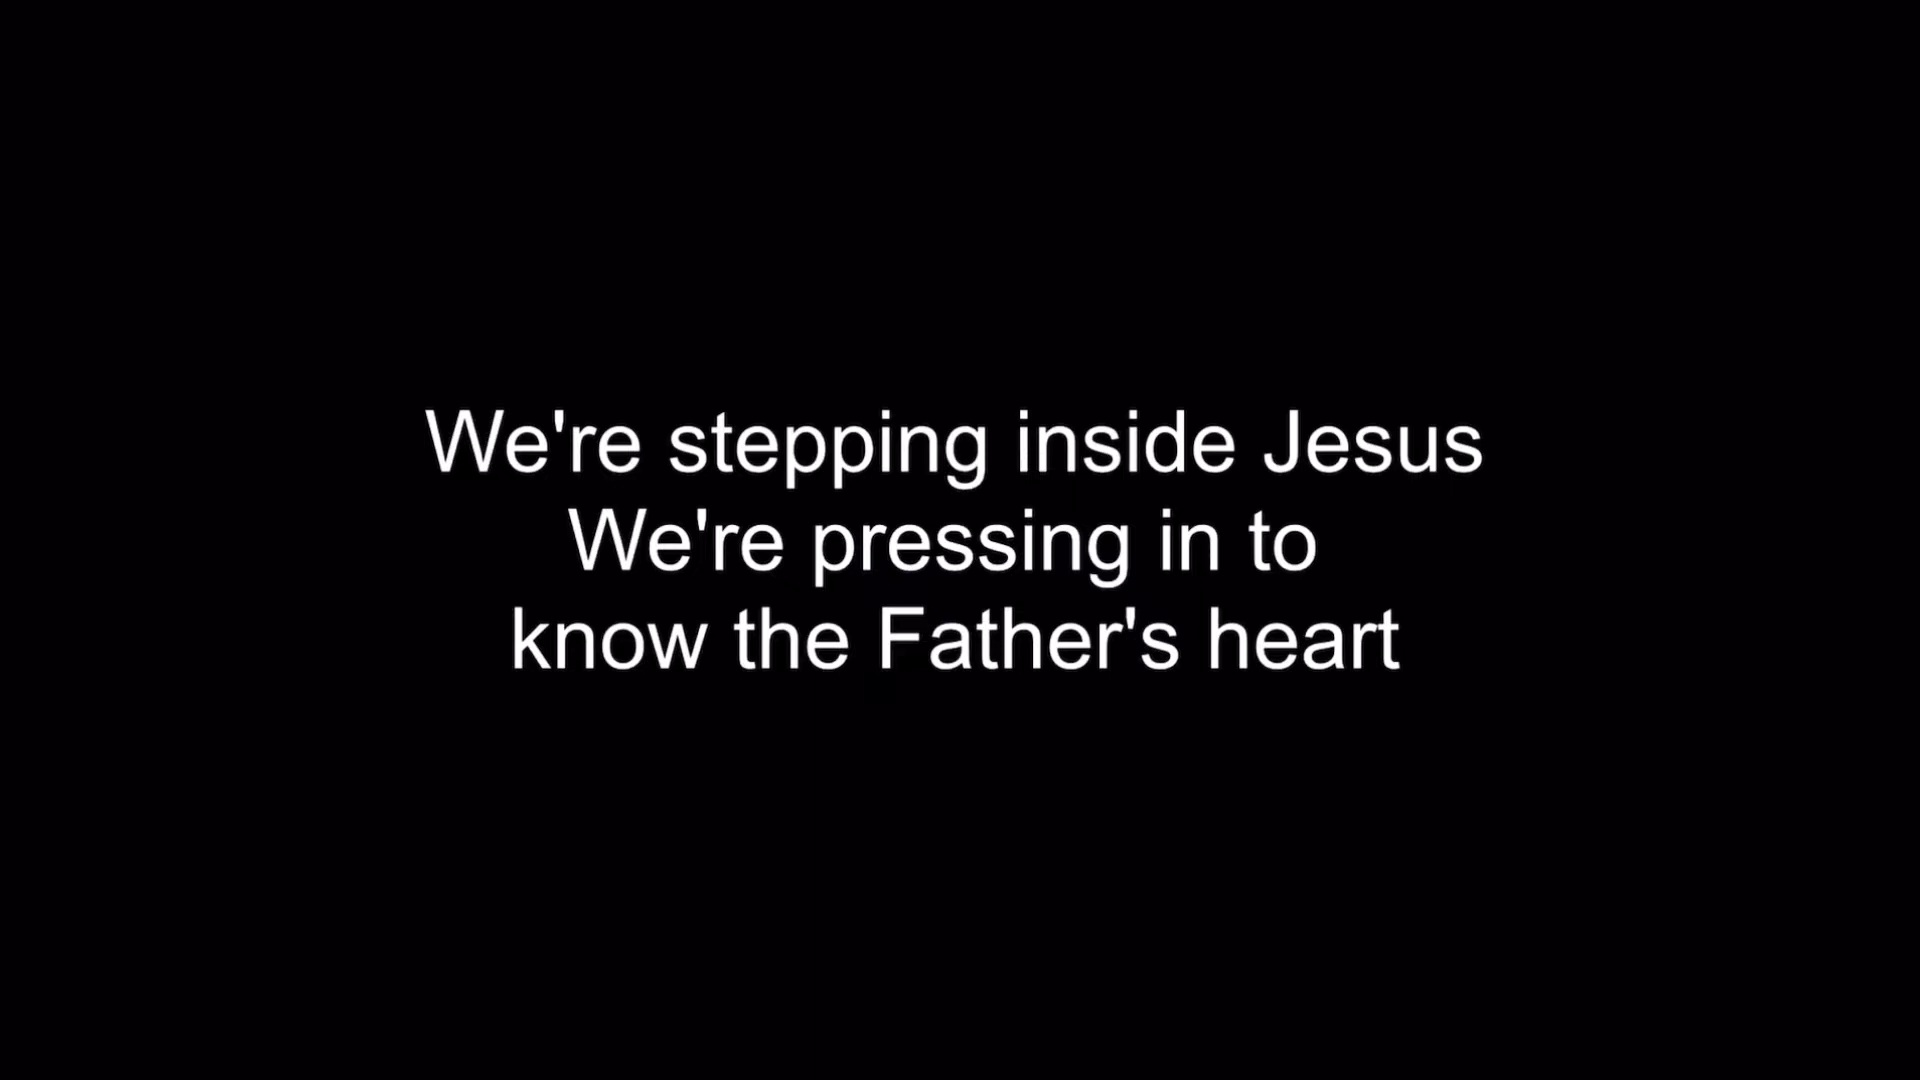 We're stepping inside Jesus
We're pressing in to
know the Father's heart